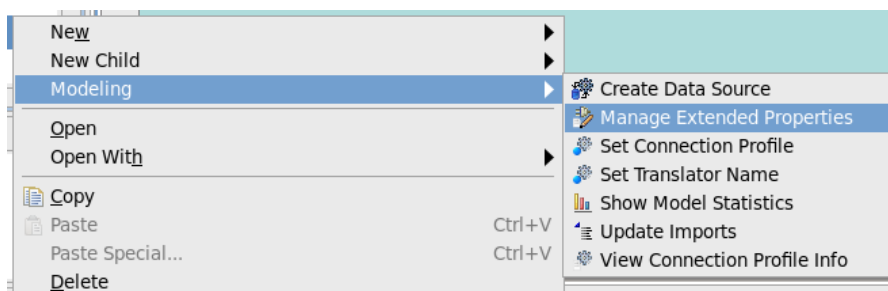 New
New Child
Modeling
Open
Open With
Copy
Paste Ctrl+V
Paste Special... Ctrl+V
Delete
Create Data Source
Manage Extended Properties
Set Connection Profile
Set Translator Name
Show Model Statistics
Update Imports
View Connection Profile Info